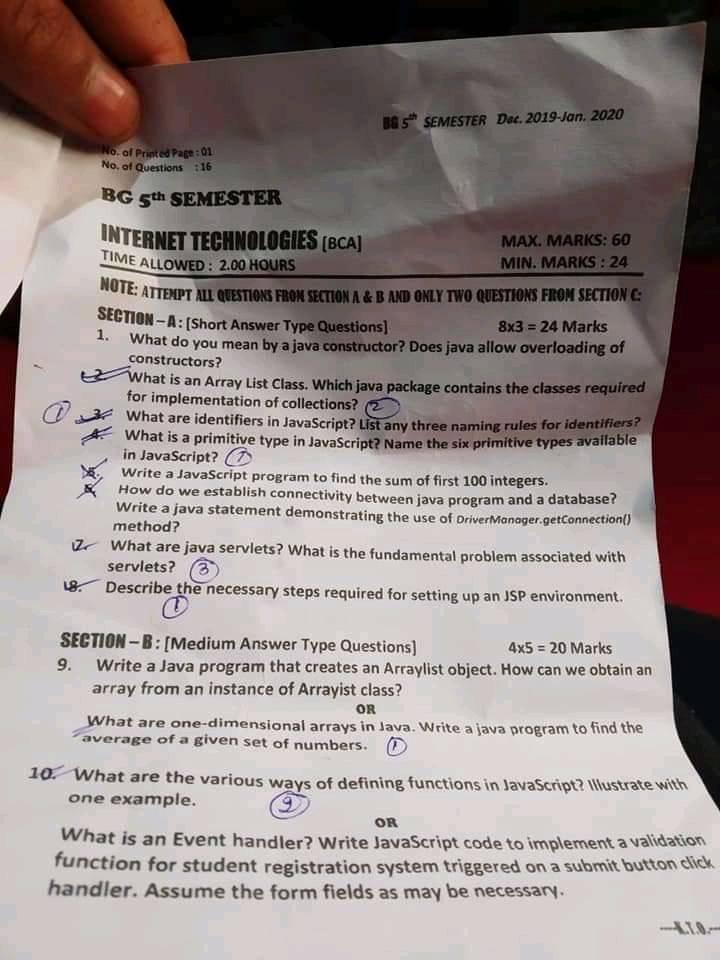 BG 5th SEMESTER Dec. 2019-Jan. 2020
No. of Printed Page : 01
No. of Questions : 16
BG 5th SEMESTER
INTERNET TECHNOLOGIES [BCA] MAX. MARKS: 60
TIME ALLOWED : 2.00 HOURS MIN. MARKS : 24
NOTE: ATTEMPT ALL QUESTIONS FROM SECTION A & B AND ONLY TWO QUESTIONS FROM SECTION C:
SECTION – A : [Short Answer Type Questions] 8x3 = 24 Marks
1. What do you mean by a java constructor? Does java allow overloading of
constructors?
2. What is an Array List Class. Which java package contains the classes required
for implementation of collections? 2
1 3. What are identifiers in JavaScript? List any three naming rules for identifiers?
4. What is a primitive type in JavaScript? Name the six primitive types available
in JavaScript? 1
5. Write a JavaScript program to find the sum of first 100 integers.
6. How do we establish connectivity between java program and a database?
Write a java statement demonstrating the use of DriverManager.getConnection()
method?
7. What are java servlets? What is the fundamental problem associated with
servlets? 3
8. Describe the necessary steps required for setting up an JSP environment.
1
SECTION – B : [Medium Answer Type Questions] 4x5 = 20 Marks
9. Write a Java program that creates an Arraylist object. How can we obtain an
array from an instance of Arrayist class?
OR
What are one-dimensional arrays in Java. Write a java program to find the
average of a given set of numbers. 1
10. What are the various ways of defining functions in JavaScript? Illustrate with
one example. 2
OR
What is an Event handler? Write JavaScript code to implement a validation
function for student registration system triggered on a submit button click
handler. Assume the form fields as may be necessary.